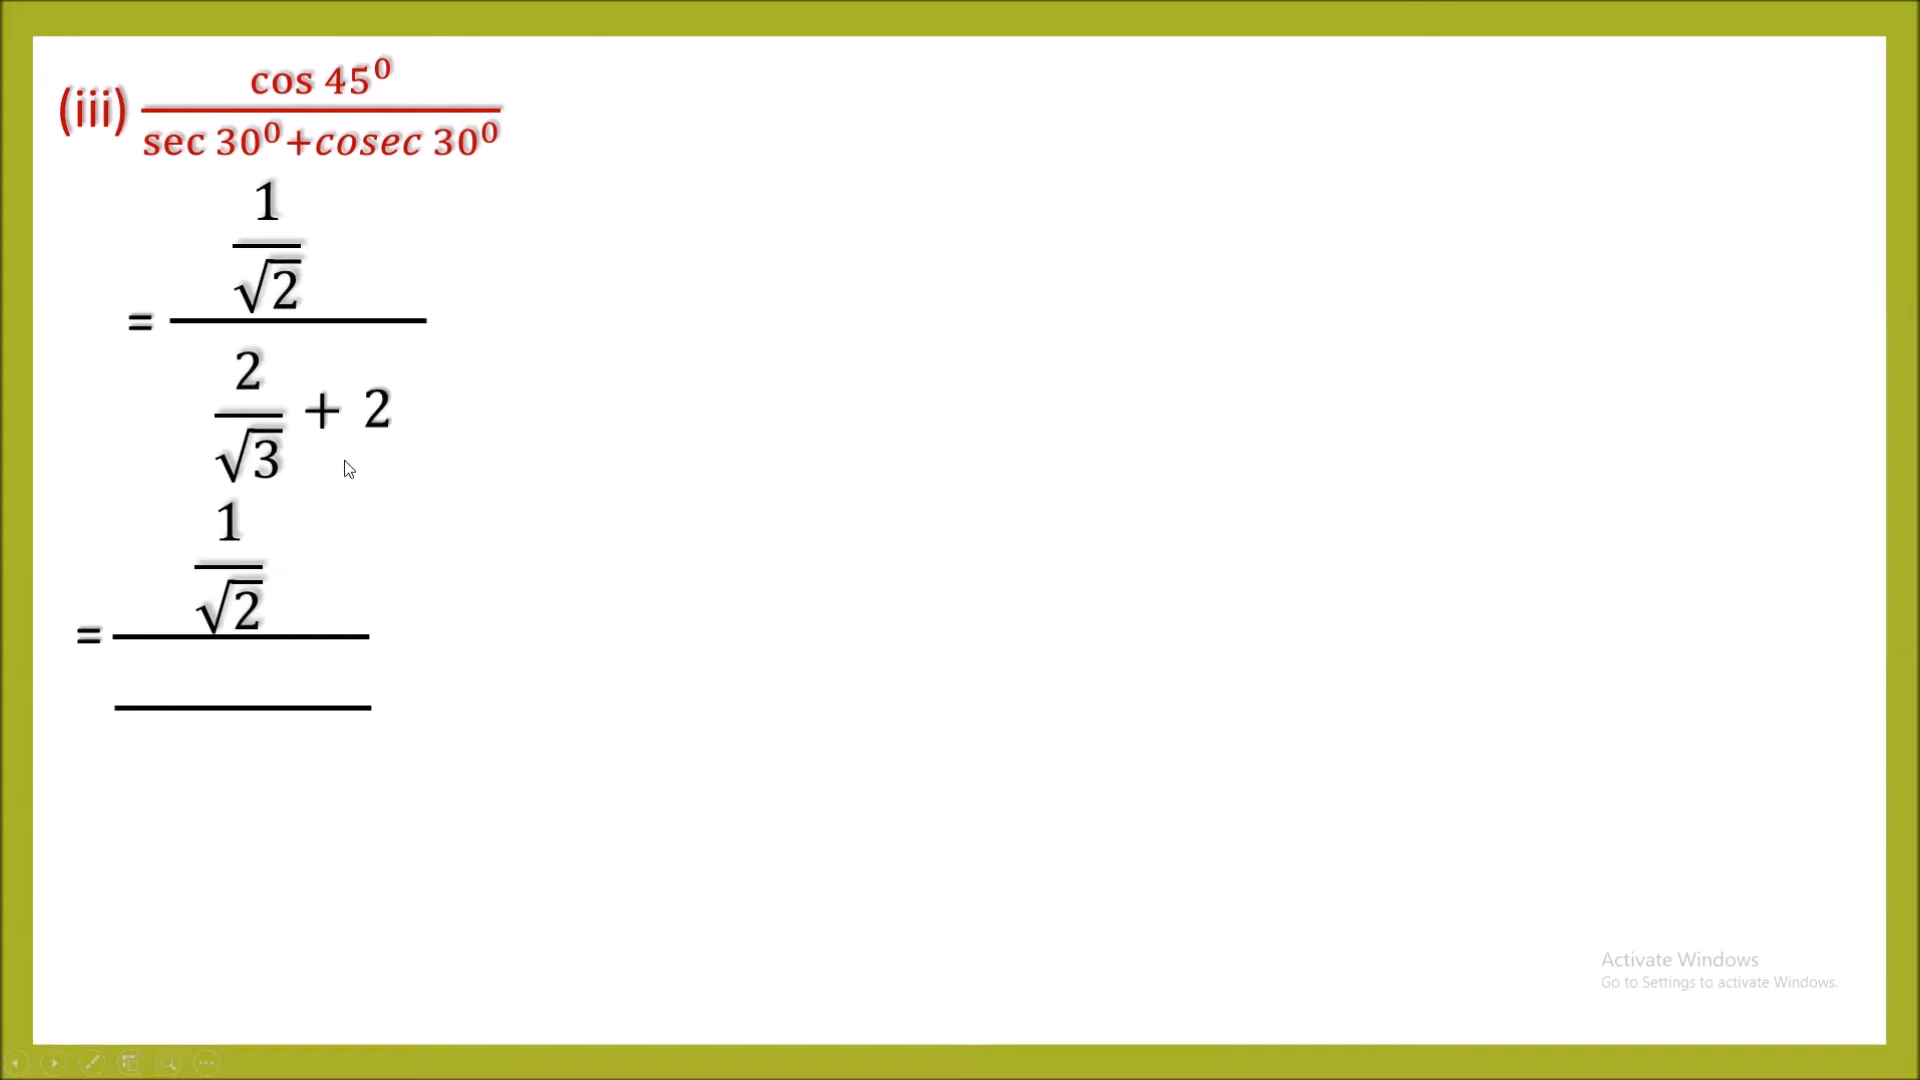 (iii) cos 45⁰ / sec 30⁰+cosec 30⁰
= 1/√2 / 2/√3 + 2
= 1/√2
Activate Windows
Go to Settings to activate Windows.